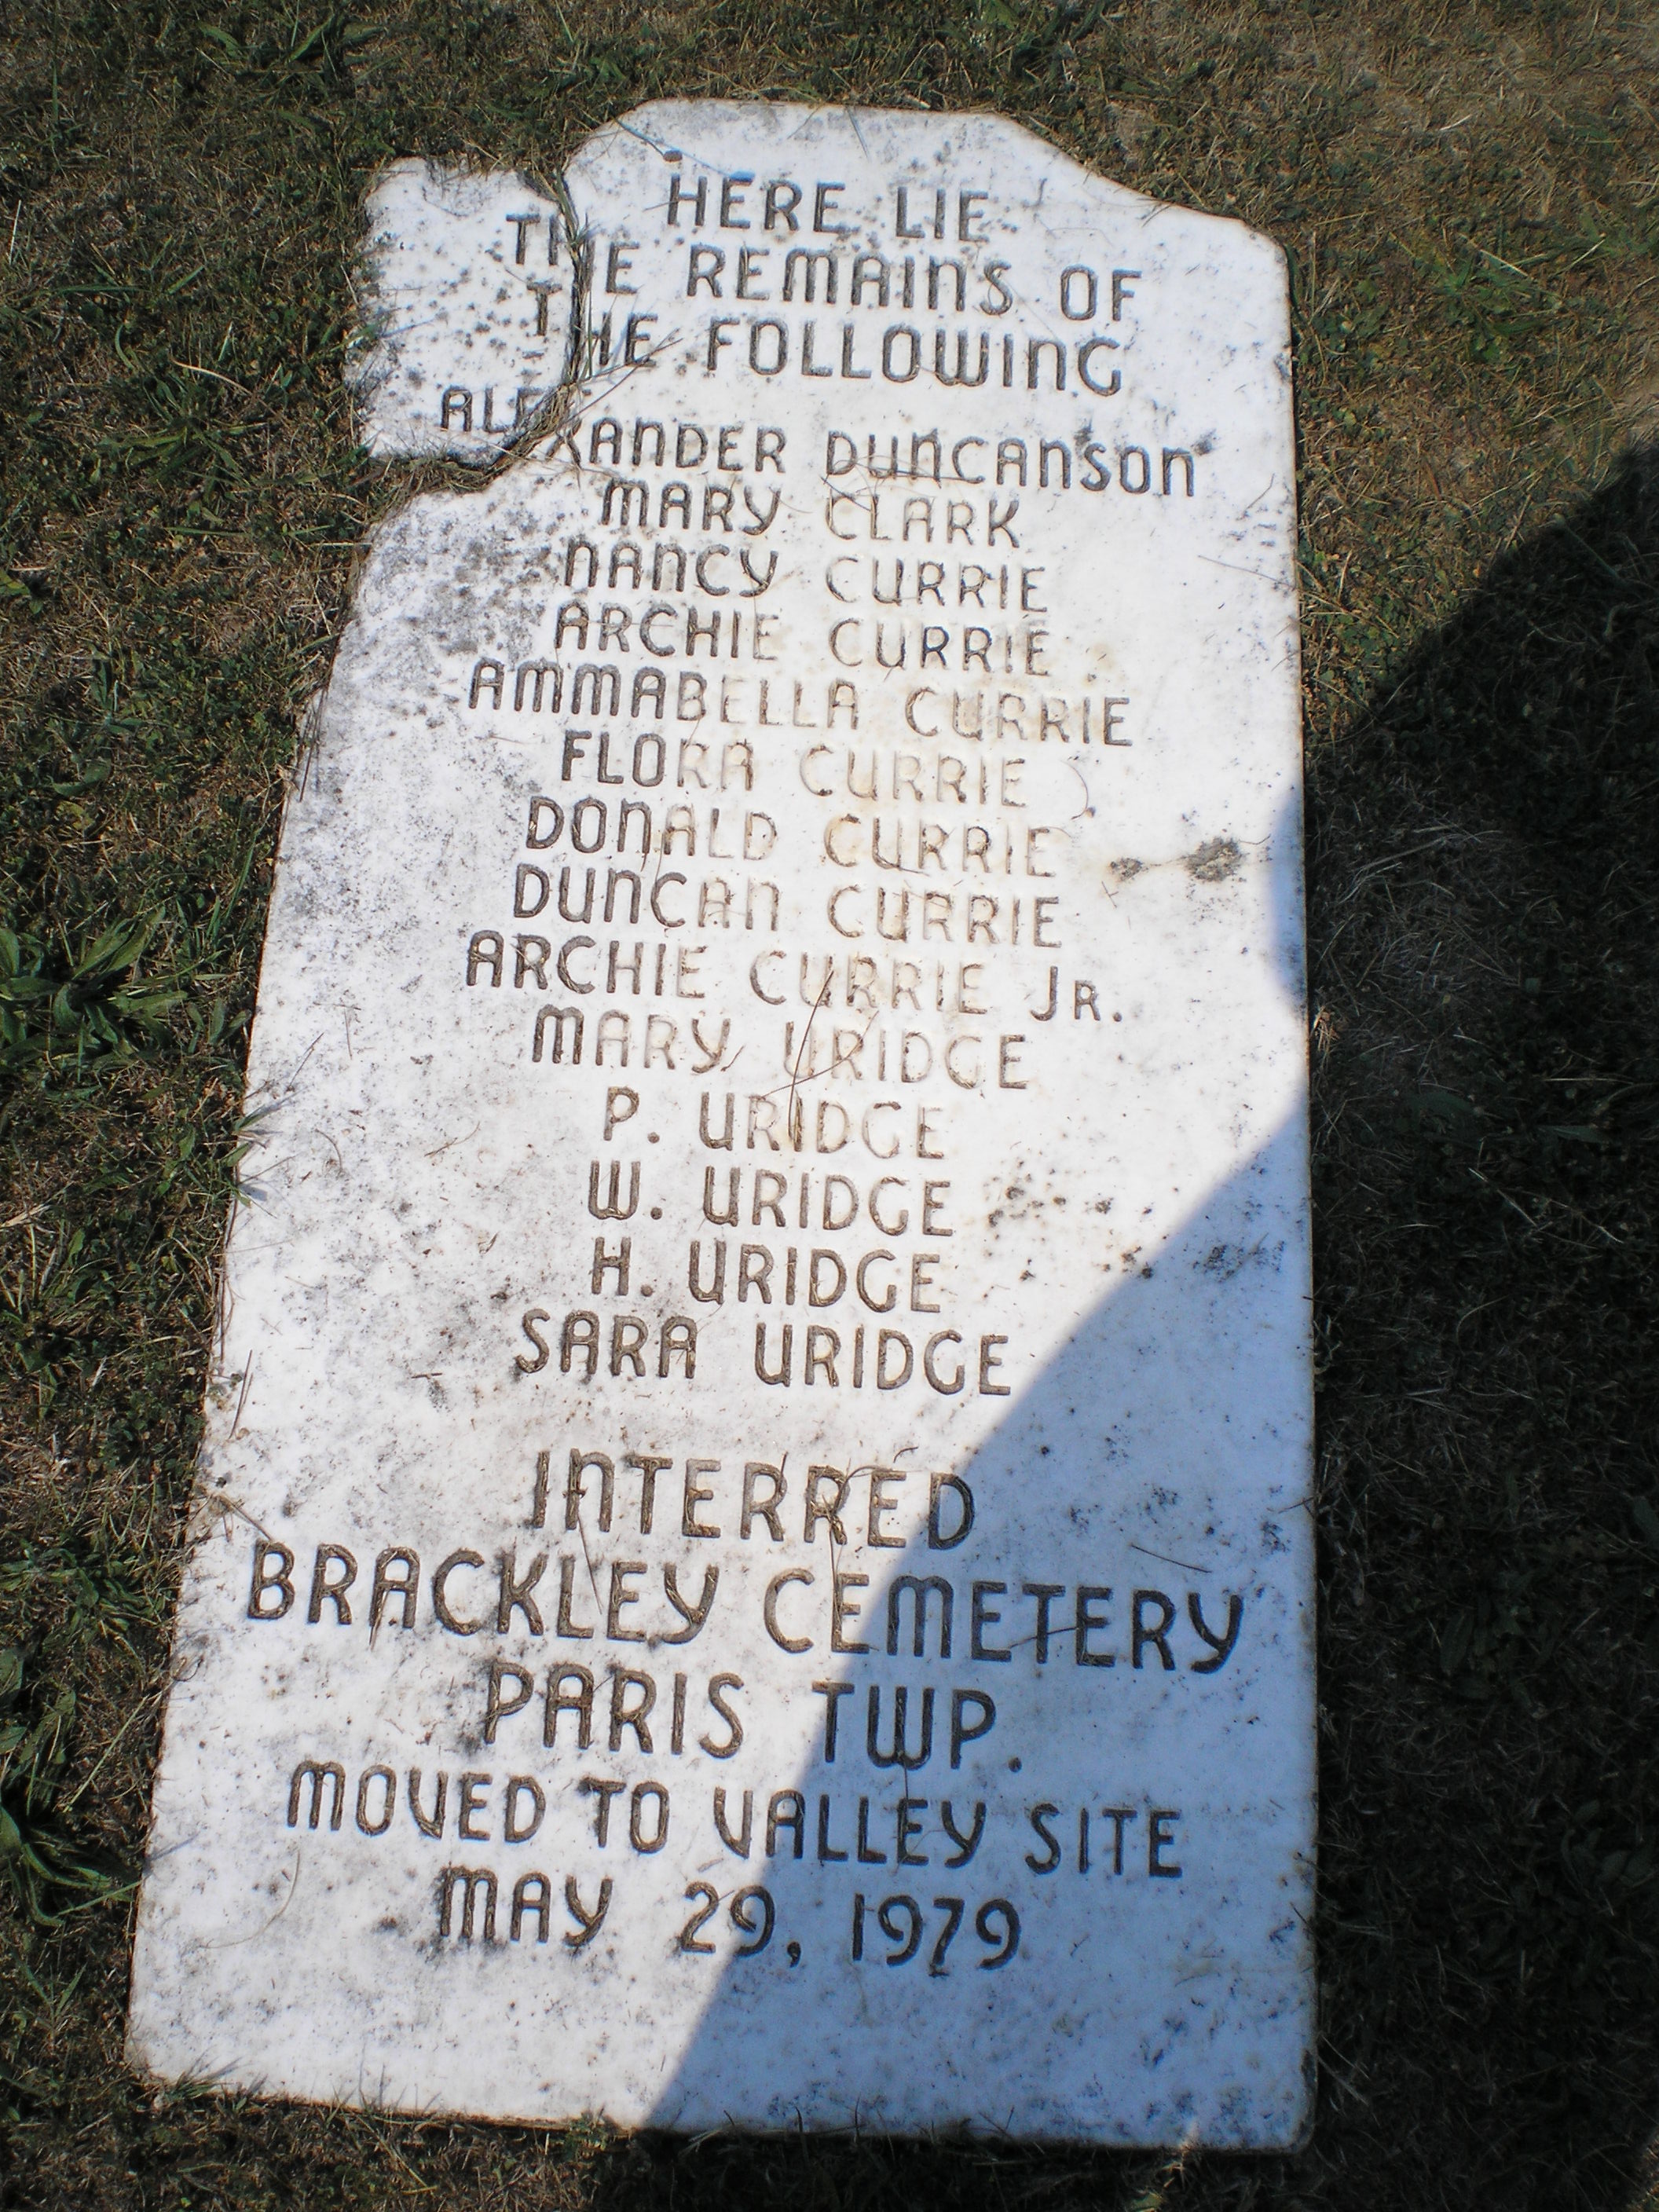 HERE LIE
THE REMAINS OF
THE FOLLOWING
ALEXANDER DUNCANSON
MARY CLARK
NANCY CURRIE
ARCHIE CURRIE
AMMABELLA CURRIE
FLORA CURRIE
DONALD CURRIE
DUNCAN CURRIE
ARCHIE CURRIE JR.
MARY URIDGE
P. URIDGE
W. URIDGE
H. URIDGE
SARA URIDGE
INTERRED
BRACKLEY CEMETERY
PARIS TWP.
MOVED TO VALLEY SITE
MAY 29, 1979